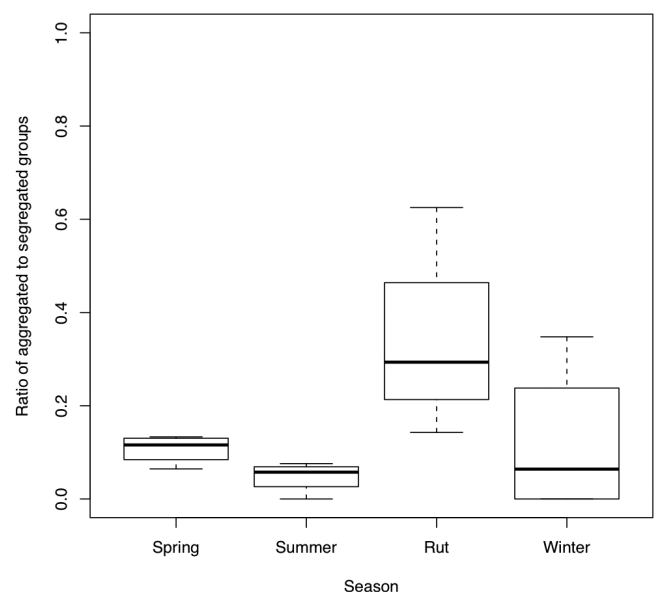 Ratio of aggregated to segregated groups
1.0
0.8
0.6
0.4
0.2
0.0
Spring Summer Rut Winter
Season